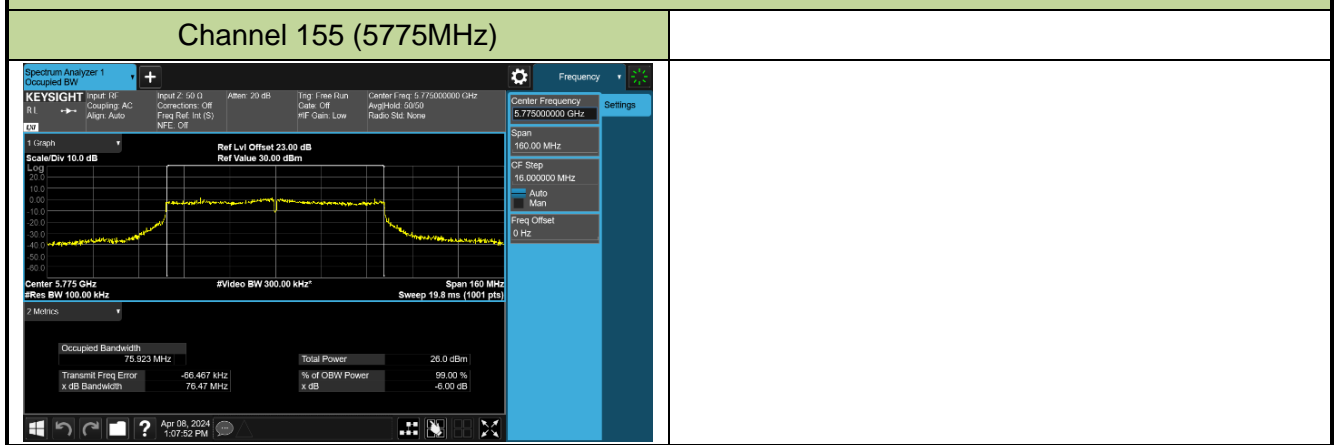 Channel 155 (5775MHz)
Spectrum Analyzer 1
Occupied BW
Frequency
KEYSIGHT
R L
Input: RF
Coupling: AC
Align: Auto
Input Z: 50 Ω
Corrections: Off
Freq Ref: Int (S)
NFE: Off
Atten: 20 dB
Trig: Free Run
Gate: Off
#IF Gain: Low
Center Freq: 5.775000000 GHz
Avg|Hold: 50/50
Radio Std: None
Center Frequency
5.775000000 GHz
Settings
Span
160.00 MHz
CF Step
16.000000 MHz
Auto
Man
Freq Offset
0 Hz
1 Graph
Scale/Div 10.0 dB
Ref Lvl Offset 23.00 dB
Ref Value 30.00 dBm
Log
20.0
10.0
0.00
-10.0
-20.0
-30.0
-40.0
-50.0
-60.0
Center 5.775 GHz
#Video BW 300.00 kHz*
Span 160 MHz
#Res BW 100.00 kHz
Sweep 19.8 ms (1001 pts)
2 Metrics
Occupied Bandwidth
75.923 MHz
Total Power 26.0 dBm
Transmit Freq Error -66.467 kHz
% of OBW Power 99.00 %
x dB Bandwidth 76.47 MHz
x dB -6.00 dB
?
Apr 08, 2024
1:07:52 PM